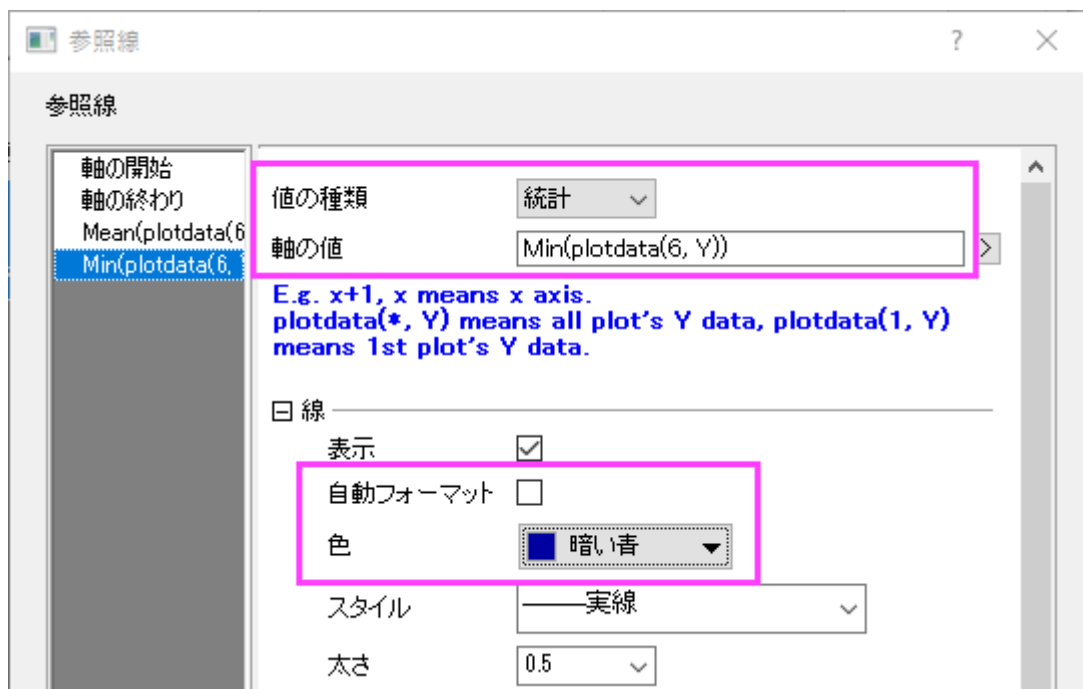 参照線
?
参照線
軸の開始
軸の終わり
Mean(plotdata(6
Min(plotdata(6,
値の種類 統計
軸の値 Min(plotdata(6, Y))
>
E.g. x+1, x means x axis.
plotdata(*, Y) means all plot's Y data, plotdata(1, Y)
means 1st plot's Y data.
線
表示
自動フォーマット
色 暗い青
スタイル 実線
太さ 0.5